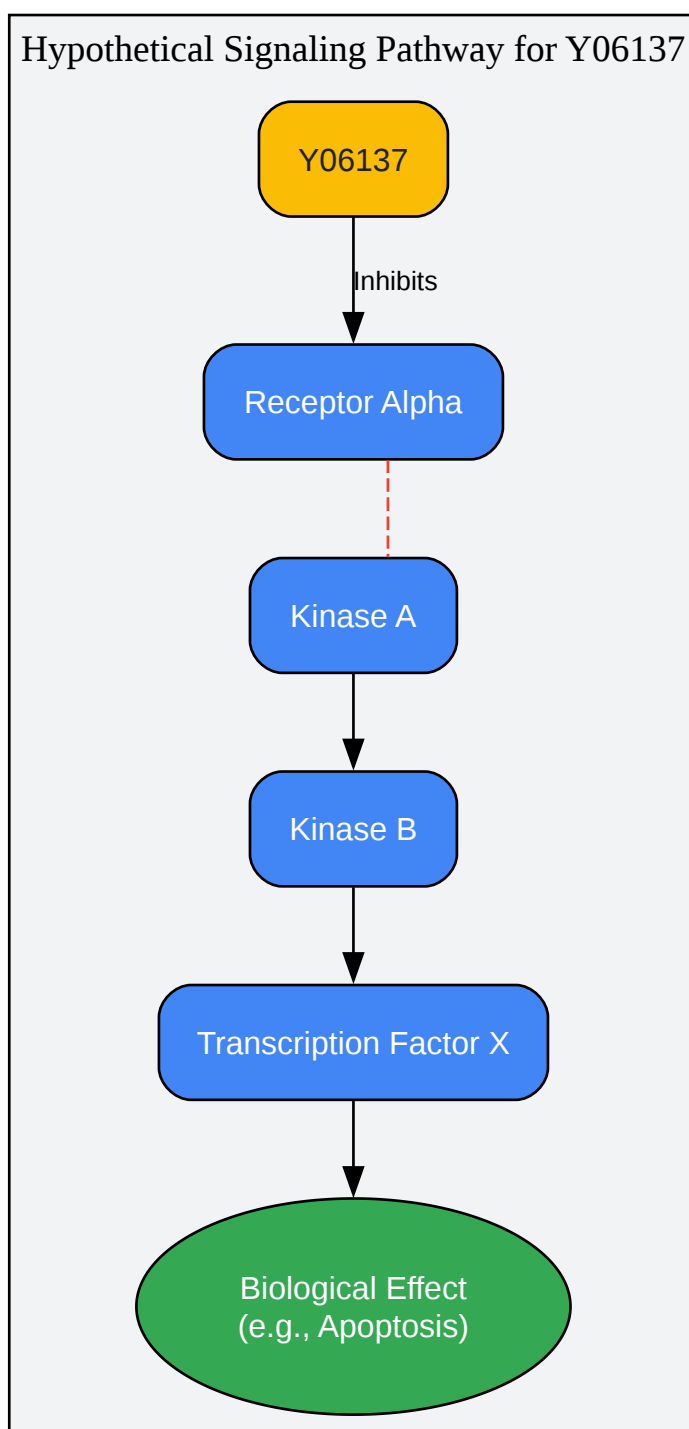 Hypothetical Signaling Pathway for Y06137
Y06137
Inhibits
Receptor Alpha
Kinase A
Kinase B
Transcription Factor X
Biological Effect
(e.g., Apoptosis)